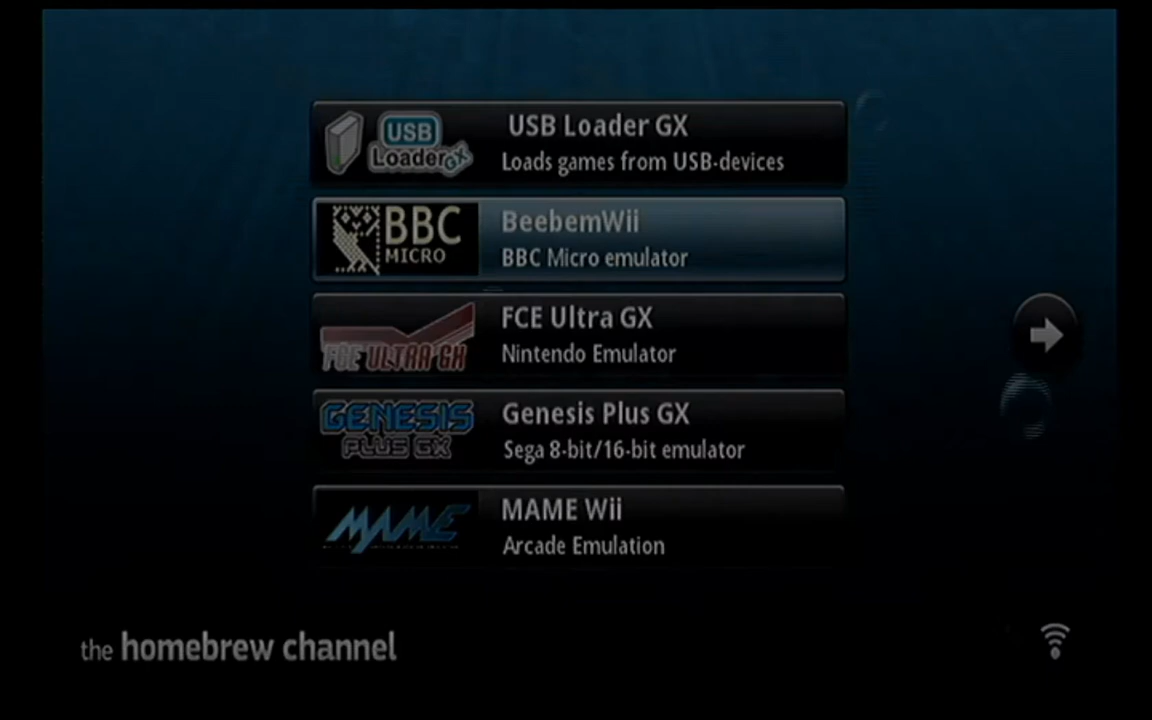 USB
Loader GX
USB Loader GX
Loads games from USB-devices
BBC
MICRO
BeebemWii
BBC Micro emulator
FCE ULTRA GX
FCE Ultra GX
Nintendo Emulator
GENESIS
PLUS GX
Genesis Plus GX
Sega 8-bit/16-bit emulator
MAME
MAME Wii
Arcade Emulation
the homebrew channel